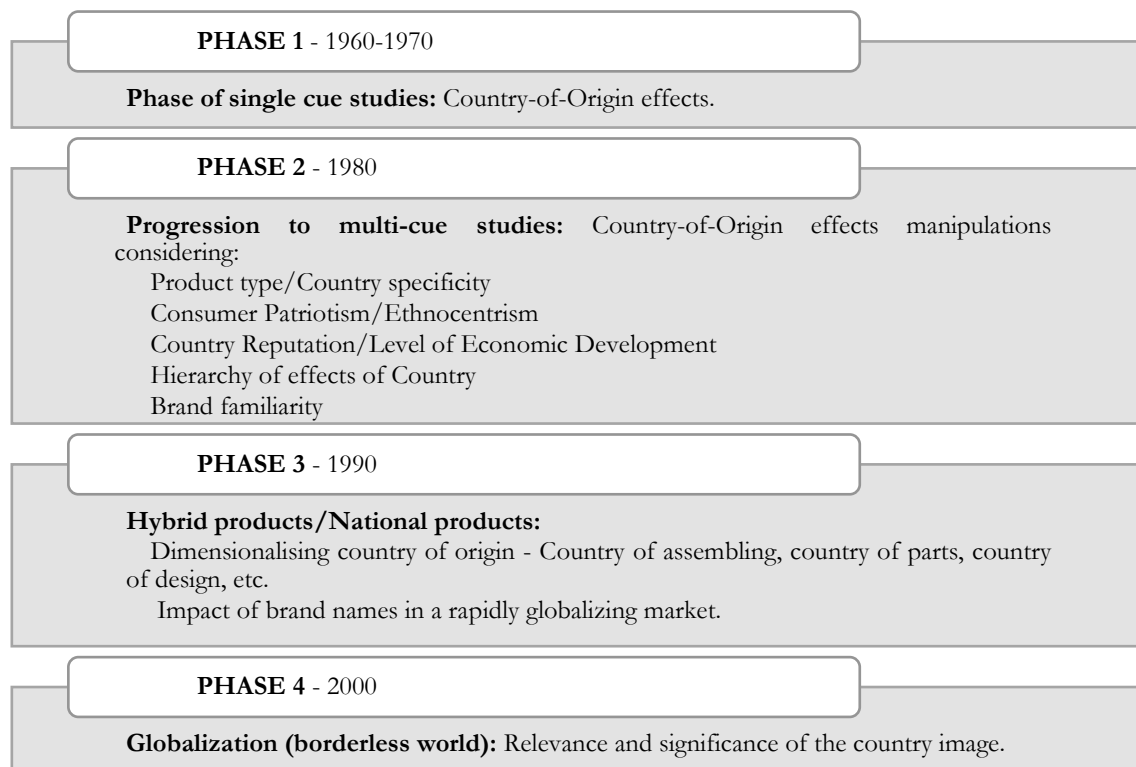 PHASE 1 - 1960-1970
Phase of single cue studies: Country-of-Origin effects.
PHASE 2 - 1980
Progression to multi-cue studies: Country-of-Origin effects manipulations
considering:
Product type/Country specificity
Consumer Patriotism/Ethnocentrism
Country Reputation/Level of Economic Development
Hierarchy of effects of Country
Brand familiarity
PHASE 3 - 1990
Hybrid products/National products:
Dimensionalising country of origin - Country of assembling, country of parts, country
of design, etc.
Impact of brand names in a rapidly globalizing market.
PHASE 4 - 2000
Globalization (borderless world): Relevance and significance of the country image.